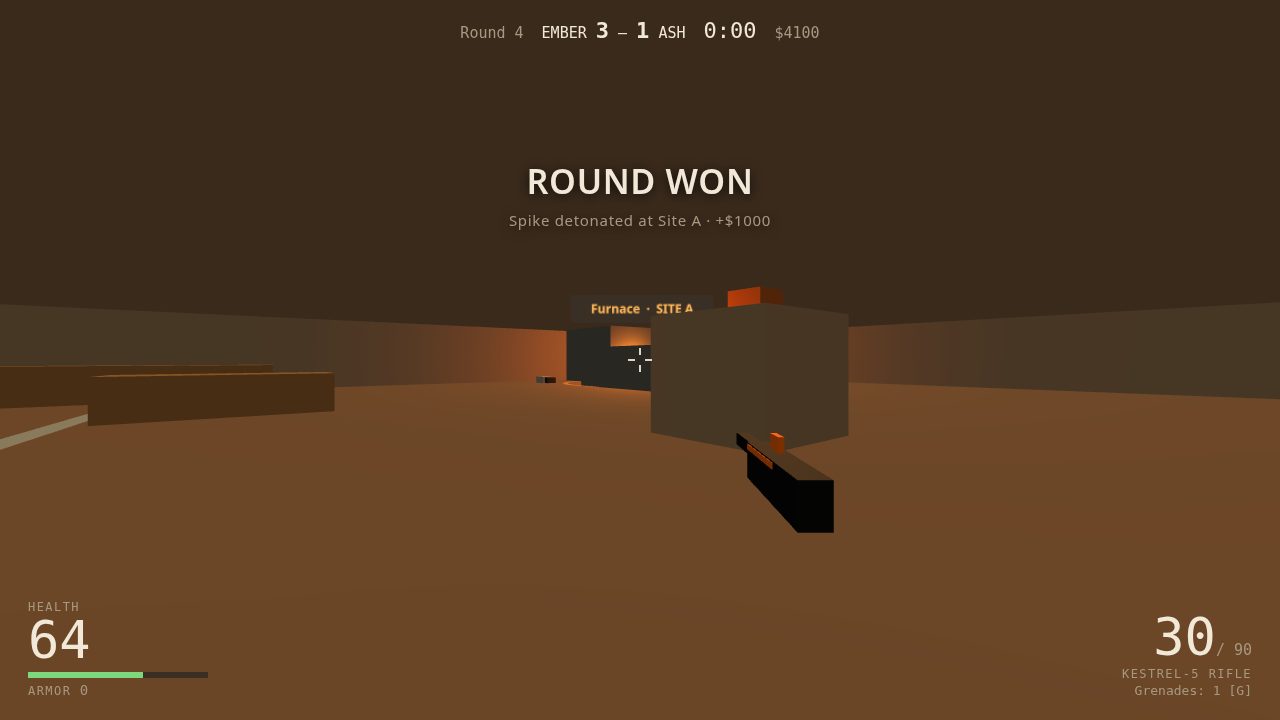 Round 4 EMBER 3 – 1 ASH 0:00 $4100
ROUND WON
Spike detonated at Site A · +$1000
Furnace · SITE A
HEALTH
64
ARMOR 0
30 / 90
KESTREL-5 RIFLE
Grenades: 1 [G]